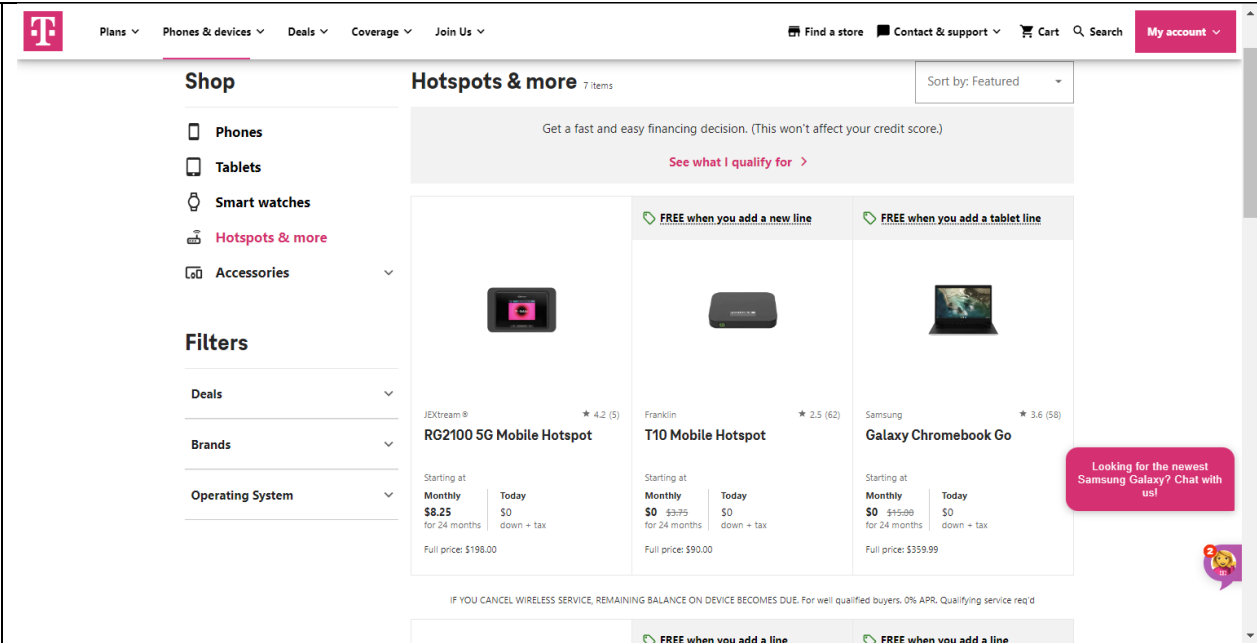 Plans
Phones & devices
Deals
Coverage
Join Us
Find a store
Contact & support
Cart
Search
My account
Shop
Phones
Tablets
Smart watches
Hotspots & more
Accessories
Filters
Deals
Brands
Operating System
Hotspots & more 7 items
Sort by: Featured
Get a fast and easy financing decision. (This won't affect your credit score.)
See what I qualify for
JEXtream®
4.2 (5)
RG2100 5G Mobile Hotspot
Starting at
Monthly
$8.25
for 24 months
Today
$0
down + tax
Full price: $198.00
FREE when you add a new line
Franklin
2.5 (62)
T10 Mobile Hotspot
Starting at
Monthly
$0 $3.75
for 24 months
Today
$0
down + tax
Full price: $90.00
FREE when you add a tablet line
Samsung
3.6 (58)
Galaxy Chromebook Go
Starting at
Monthly
$0 $15.00
for 24 months
Today
$0
down + tax
Full price: $359.99
IF YOU CANCEL WIRELESS SERVICE, REMAINING BALANCE ON DEVICE BECOMES DUE. For well qualified buyers. 0% APR. Qualifying service req'd
FREE when you add a line
FREE when you add a line
Looking for the newest
Samsung Galaxy? Chat with
us!
2